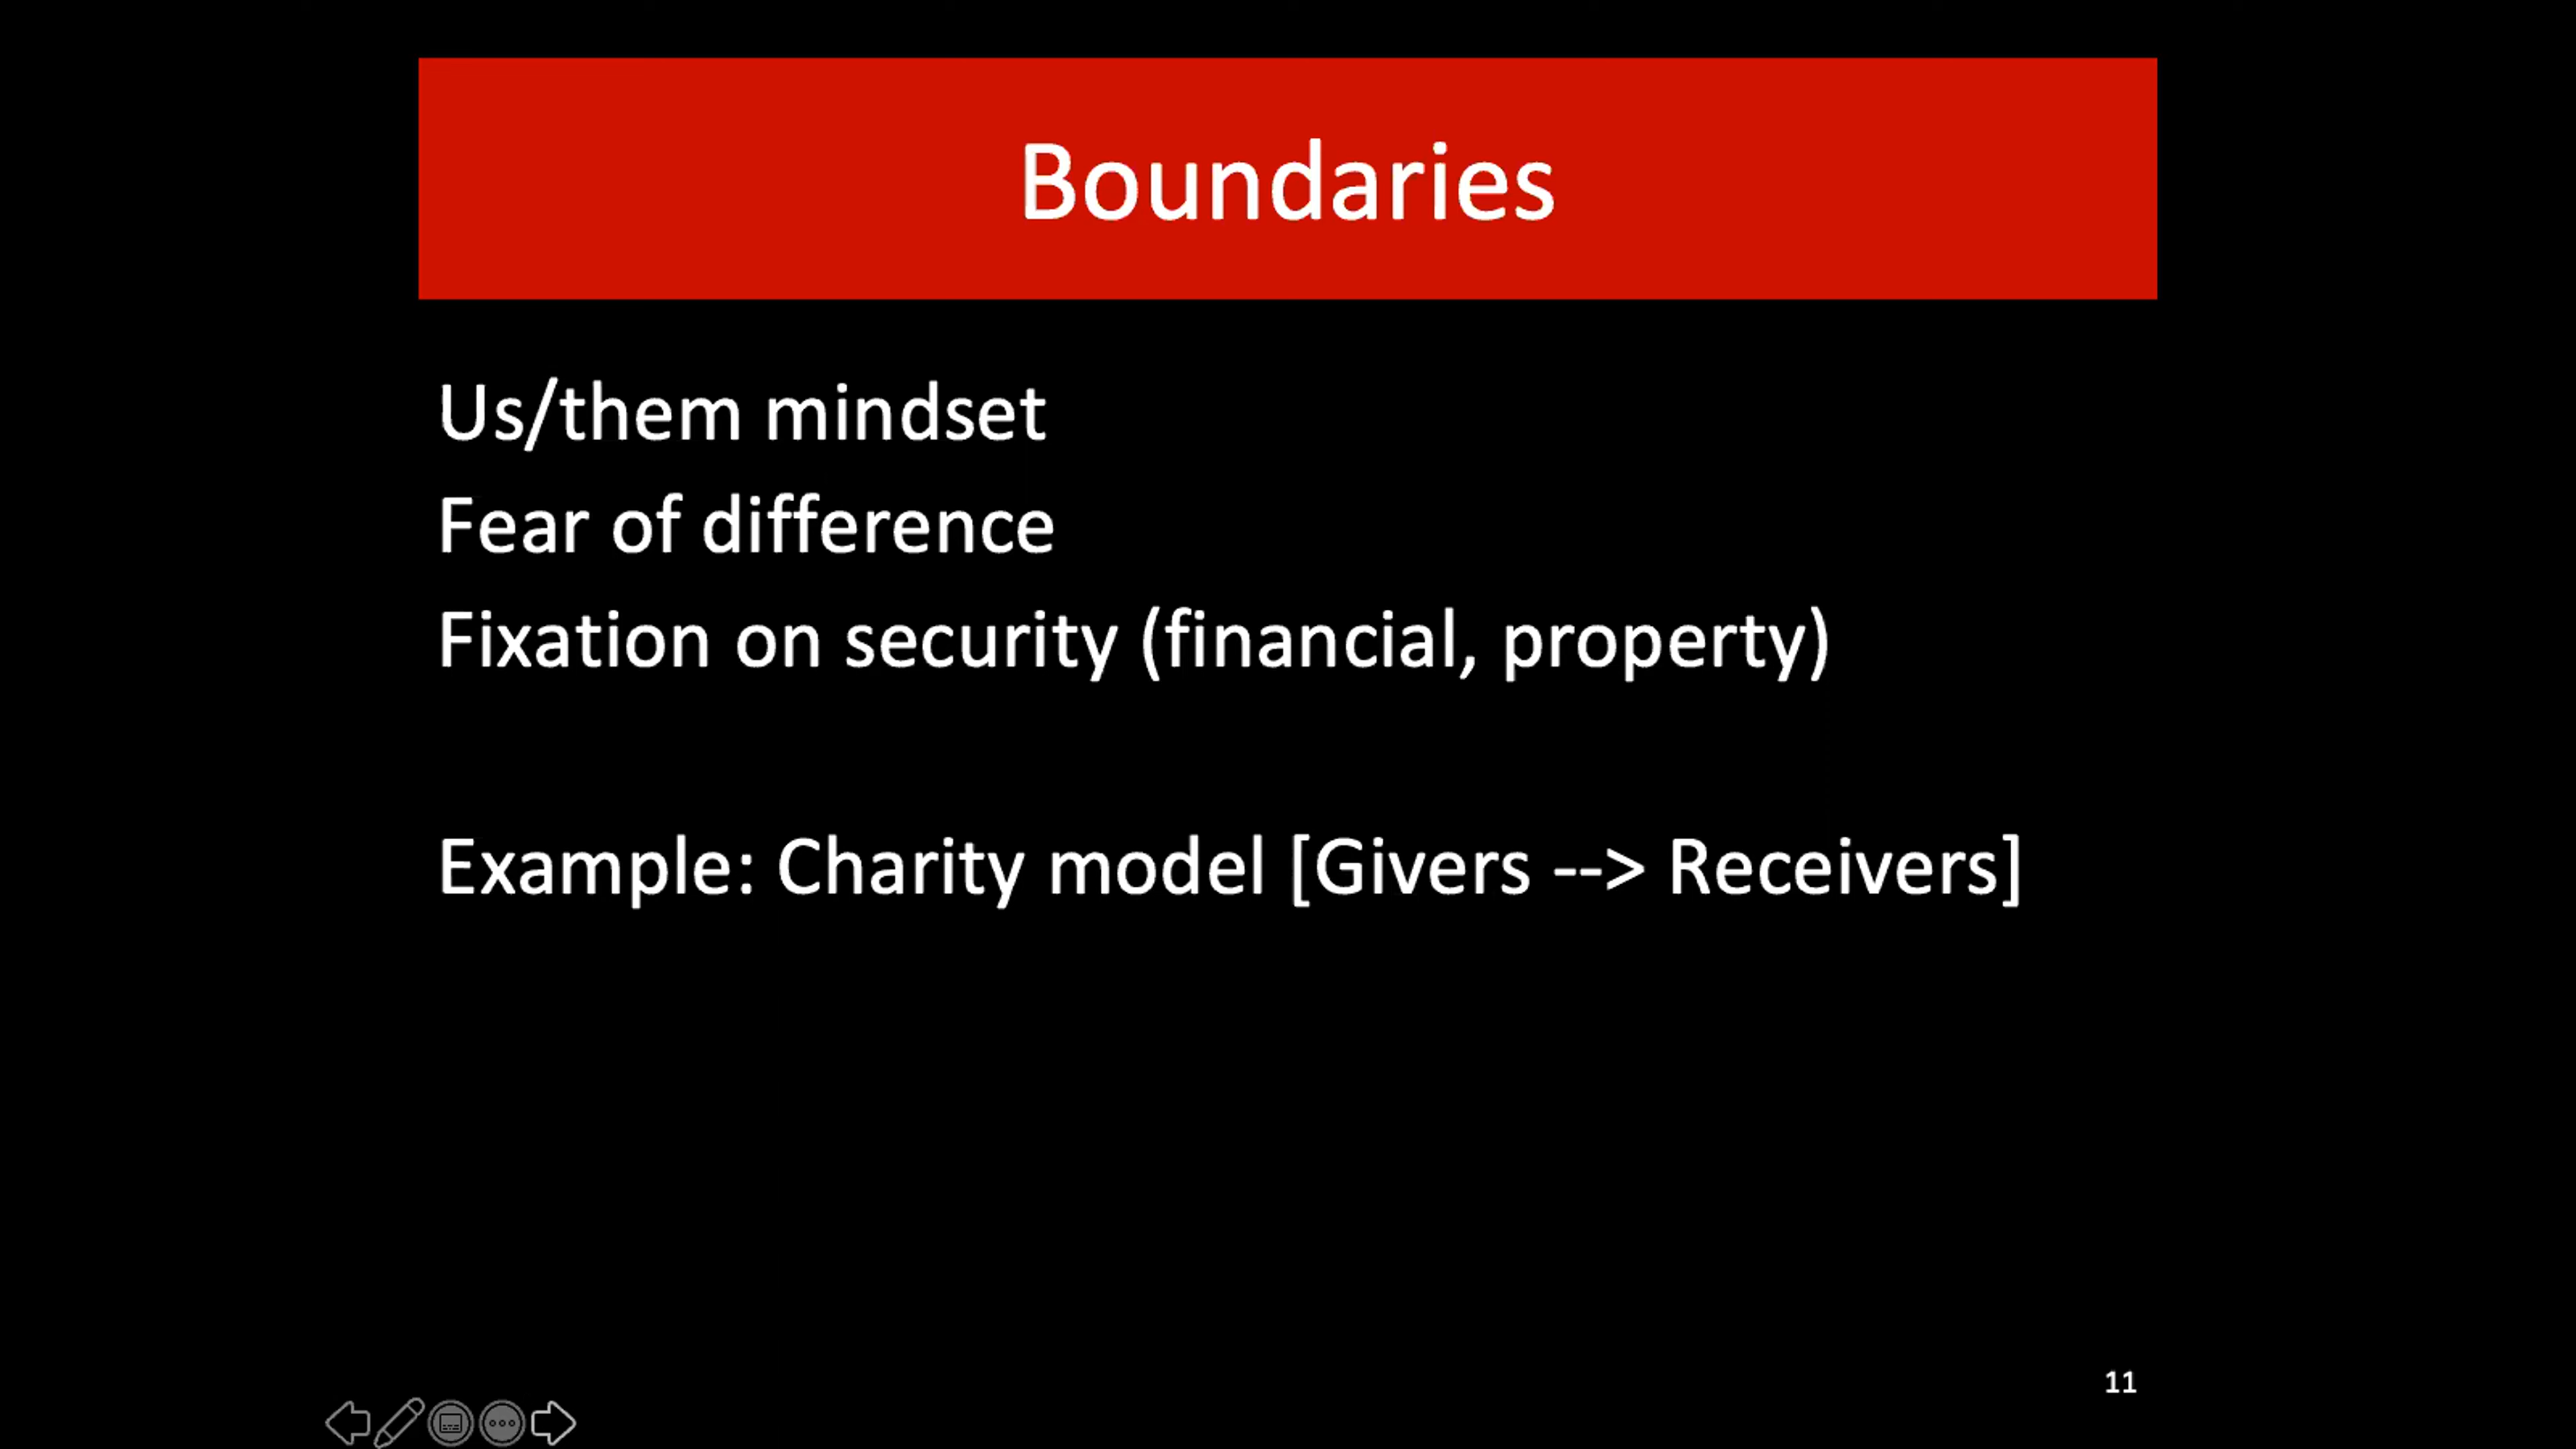 Boundaries
Us/them mindset
Fear of difference
Fixation on security (financial, property)
Example: Charity model [Givers --> Receivers]
11